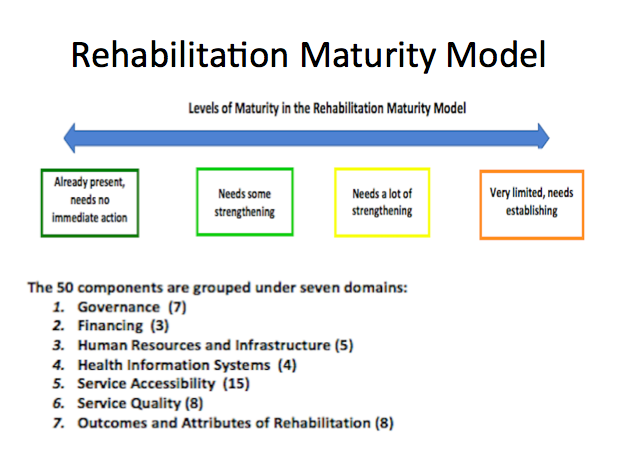 Rehabilitation Maturity Model
Levels of Maturity in the Rehabilitation Maturity Model
Already present,
needs no
immediate action
Needs some
strengthening
Needs a lot of
strengthening
Very limited, needs
establishing
The 50 components are grouped under seven domains:
1. Governance (7)
2. Financing (3)
3. Human Resources and Infrastructure (5)
4. Health Information Systems (4)
5. Service Accessibility (15)
6. Service Quality (8)
7. Outcomes and Attributes of Rehabilitation (8)